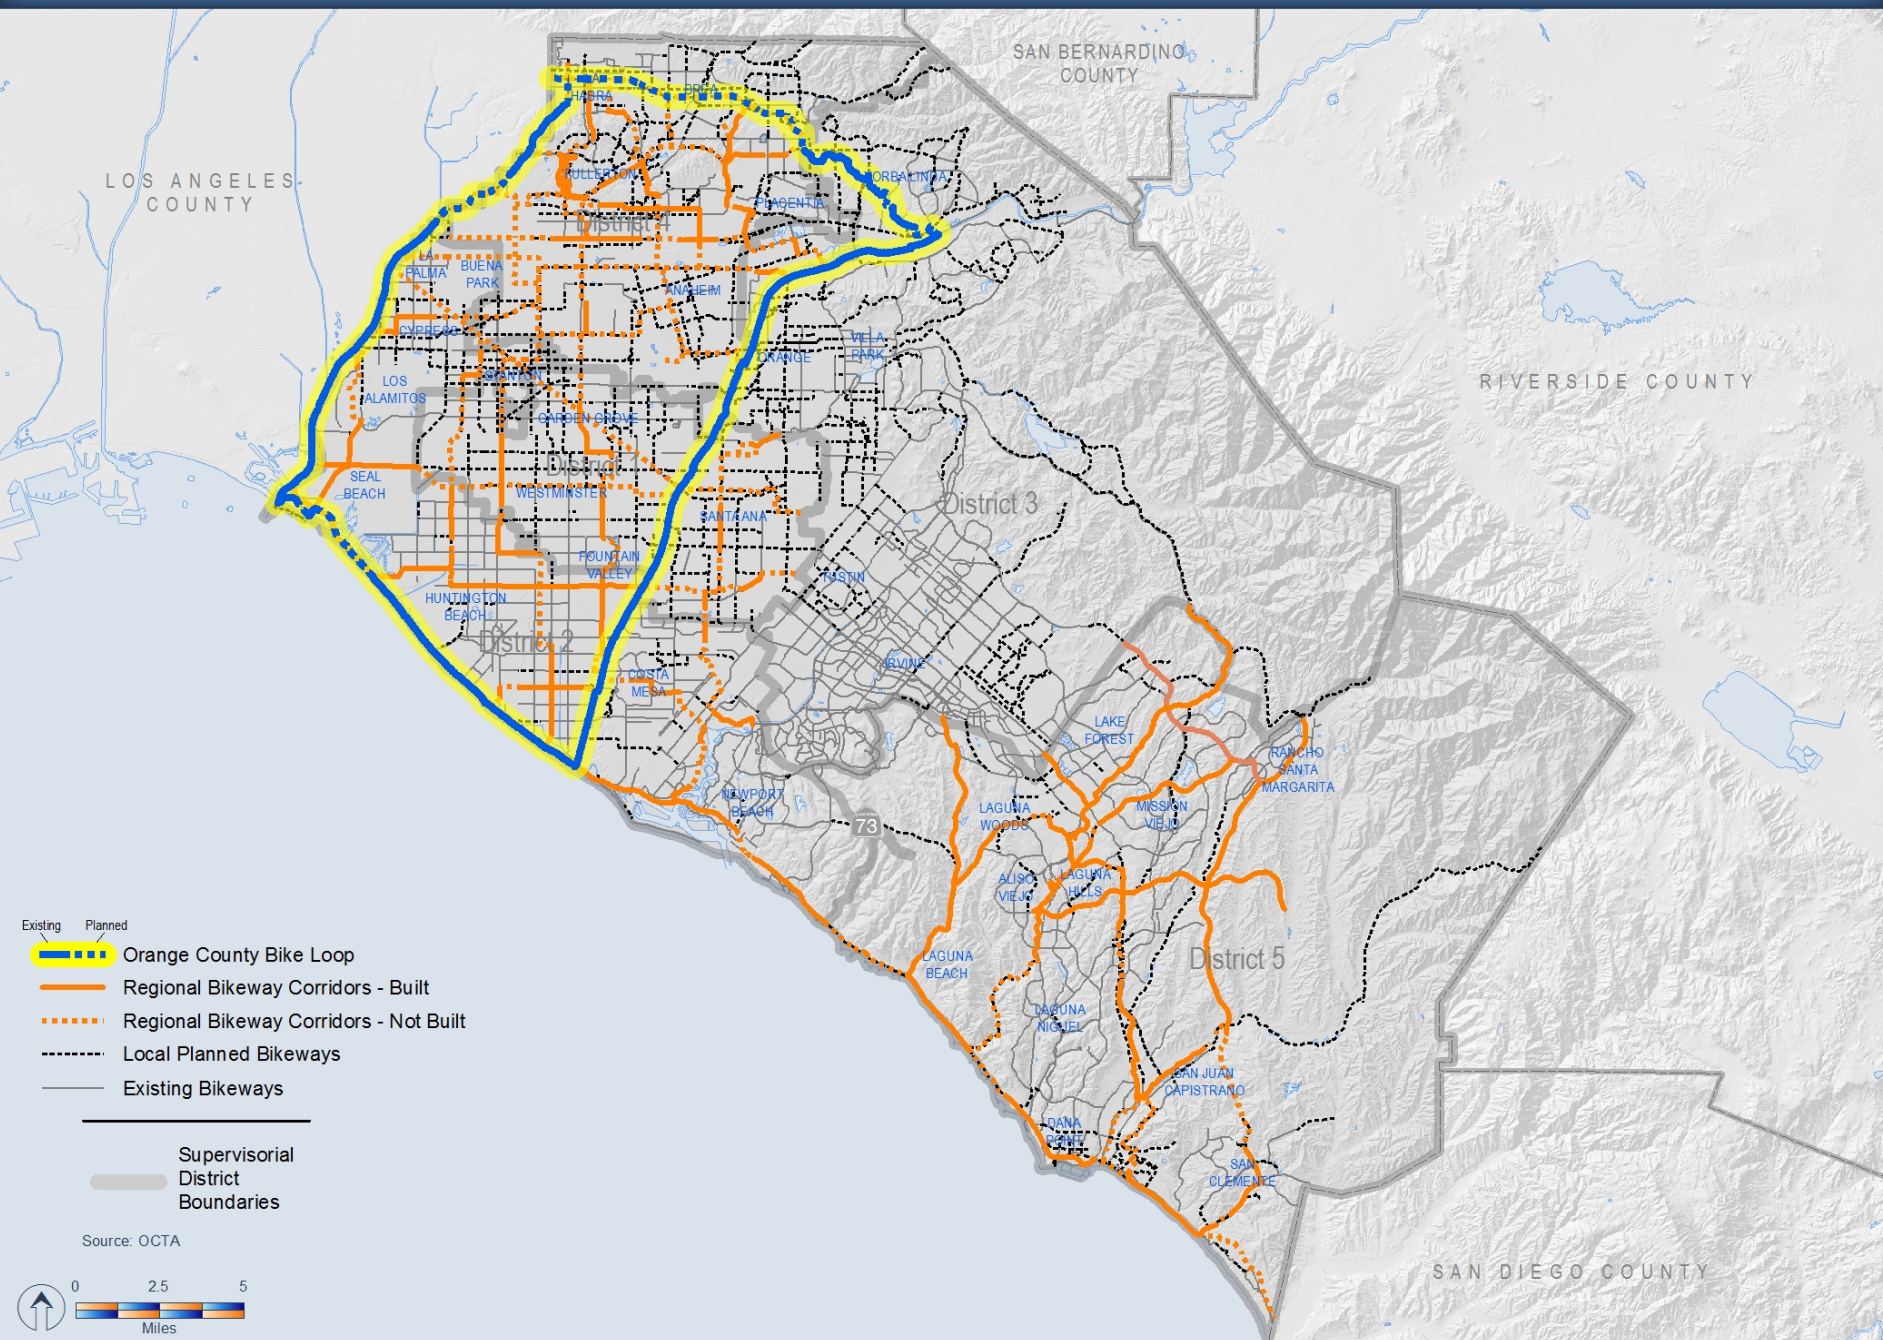 SAN BERNARDINO
COUNTY
LA
HABRA
BREA
LOS ANGELES
COUNTY
FULLERTON
YORBA LINDA
PLACENTIA
District 4
LA
PALMA
BUENA
PARK
ANAHEIM
CYPRESS
VILLA
PARK
ORANGE
STANTON
LOS
ALAMITOS
RIVERSIDE COUNTY
GARDEN GROVE
District 1
SEAL
BEACH
WESTMINSTER
District 3
SANTA ANA
FOUNTAIN
VALLEY
TUSTIN
HUNTINGTON
BEACH
District 2
IRVINE
COSTA
MESA
LAKE
FOREST
RANCHO
SANTA
MARGARITA
NEWPORT
BEACH
LAGUNA
WOODS
MISSION
VIEJO
73
ALISO
VIEJO
LAGUNA
HILLS
LAGUNA
BEACH
District 5
LAGUNA
NIGUEL
SAN JUAN
CAPISTRANO
DANA
POINT
SAN
CLEMENTE
SAN DIEGO COUNTY
Existing Planned
Orange County Bike Loop
Regional Bikeway Corridors - Built
Regional Bikeway Corridors - Not Built
Local Planned Bikeways
Existing Bikeways
Supervisorial
District
Boundaries
Source: OCTA
0 2.5 5
Miles